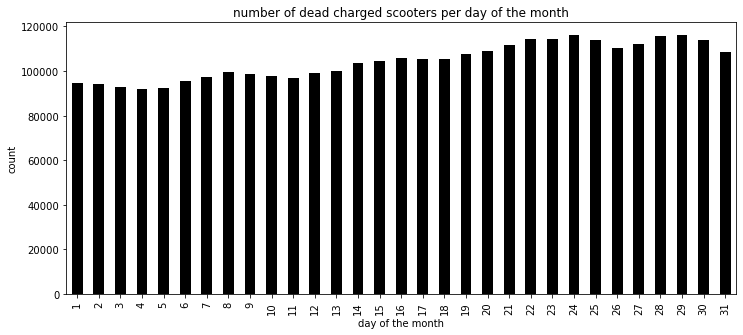 number of dead charged scooters per day of the month
120000
100000
80000
60000
40000
20000
0
count
1 2 3 4 5 6 7 8 9 10 11 12 13 14 15 16 17 18 19 20 21 22 23 24 25 26 27 28 29 30 31
day of the month